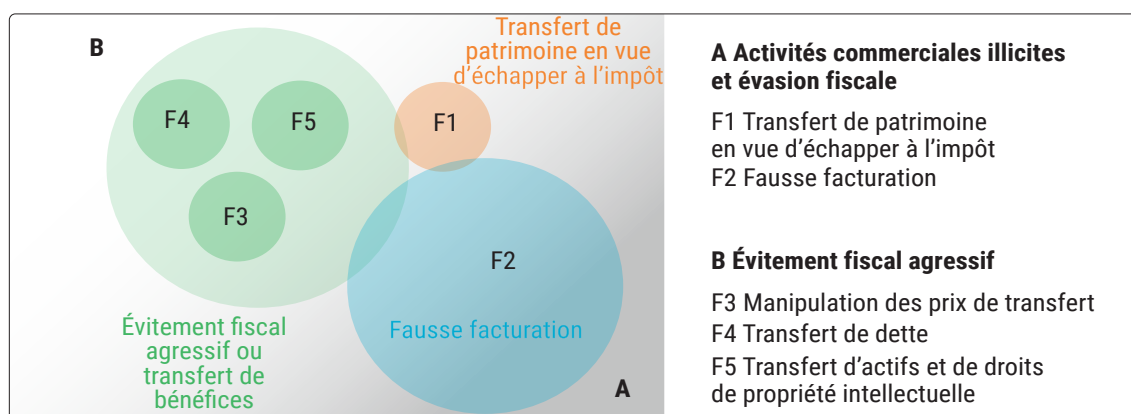 B
Transfert de
patrimoine en vue
d'échapper à l'impôt
F4
F5
F1
F3
F2
Évitement fiscal
agressif ou
transfert de
bénéfices
Fausse facturation
A
A Activités commerciales illicites
et évasion fiscale
F1 Transfert de patrimoine
en vue d'échapper à l'impôt
F2 Fausse facturation
B Évitement fiscal agressif
F3 Manipulation des prix de transfert
F4 Transfert de dette
F5 Transfert d'actifs et de droits
de propriété intellectuelle